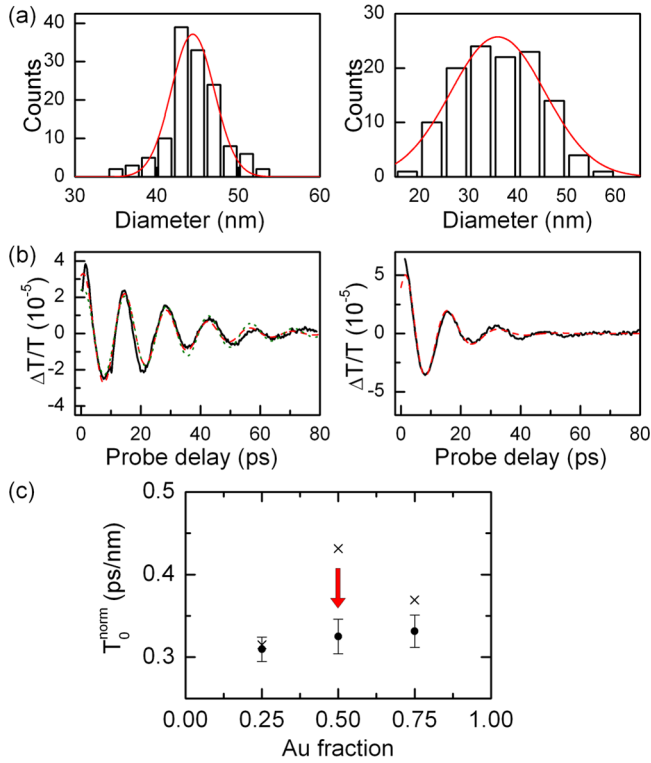 (a)
40
30
20
10
0
Counts
30 40 50 60
Diameter (nm)
30
20
10
0
Counts
20 30 40 50 60
Diameter (nm)
(b)
4
2
0
-2
-4
ΔT/T (10⁻⁵)
0 20 40 60 80
Probe delay (ps)
5
0
-5
ΔT/T (10⁻⁵)
0 20 40 60 80
Probe delay (ps)
(c)
0.5
0.4
0.3
T₀ⁿᵒʳᵐ (ps/nm)
0.00 0.25 0.50 0.75 1.00
Au fraction